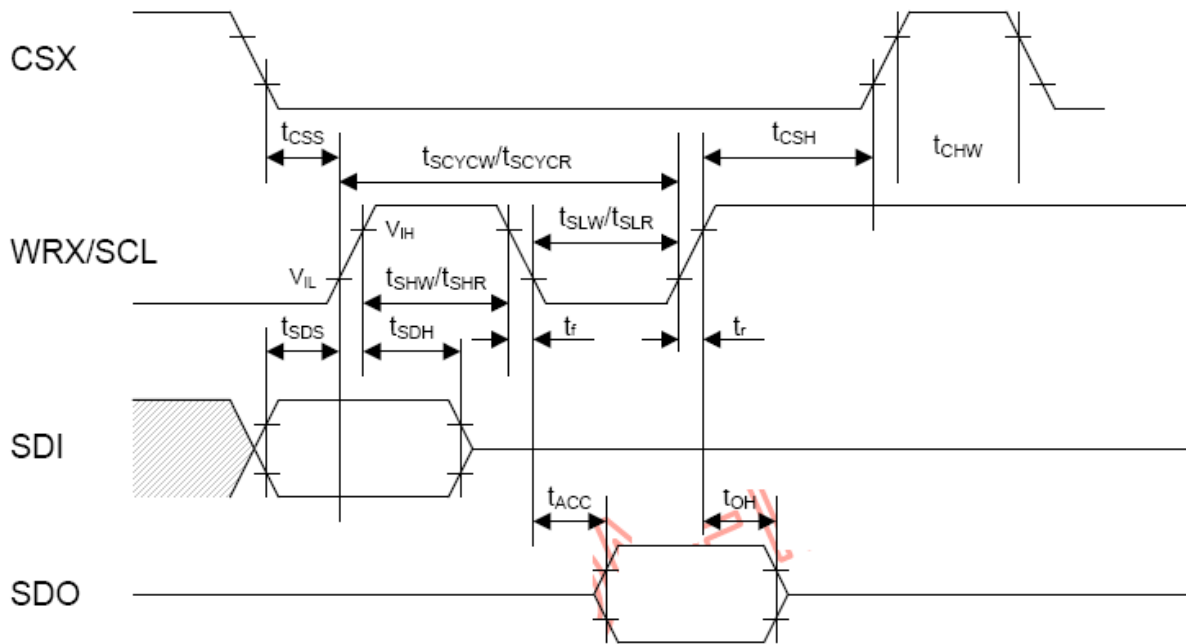 CSX
tCSS
tSCYCW/tSCYCR
tCSH
tCHW
WRX/SCL
VIH
VIL
tSLW/tSLR
tSHW/tSHR
tSDS
tSDH
tf
tr
SDI
tACC
tOH
SDO